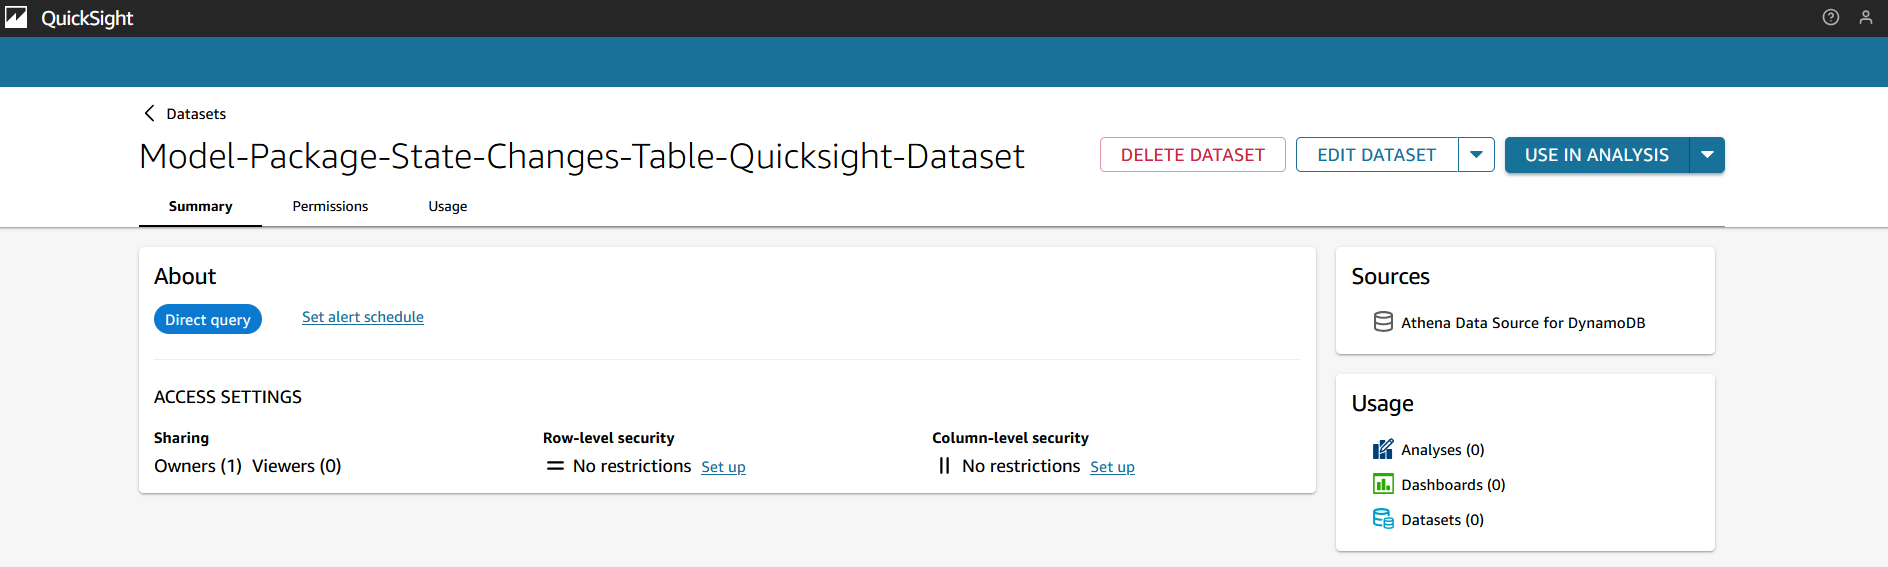 QuickSight
Datasets
Model-Package-State-Changes-Table-Quicksight-Dataset
DELETE DATASET
EDIT DATASET
USE IN ANALYSIS
Summary
Permissions
Usage
About
Direct query
Set alert schedule
ACCESS SETTINGS
Sharing
Owners (1) Viewers (0)
Row-level security
No restrictions Set up
Column-level security
No restrictions Set up
Sources
Athena Data Source for DynamoDB
Usage
Analyses (0)
Dashboards (0)
Datasets (0)